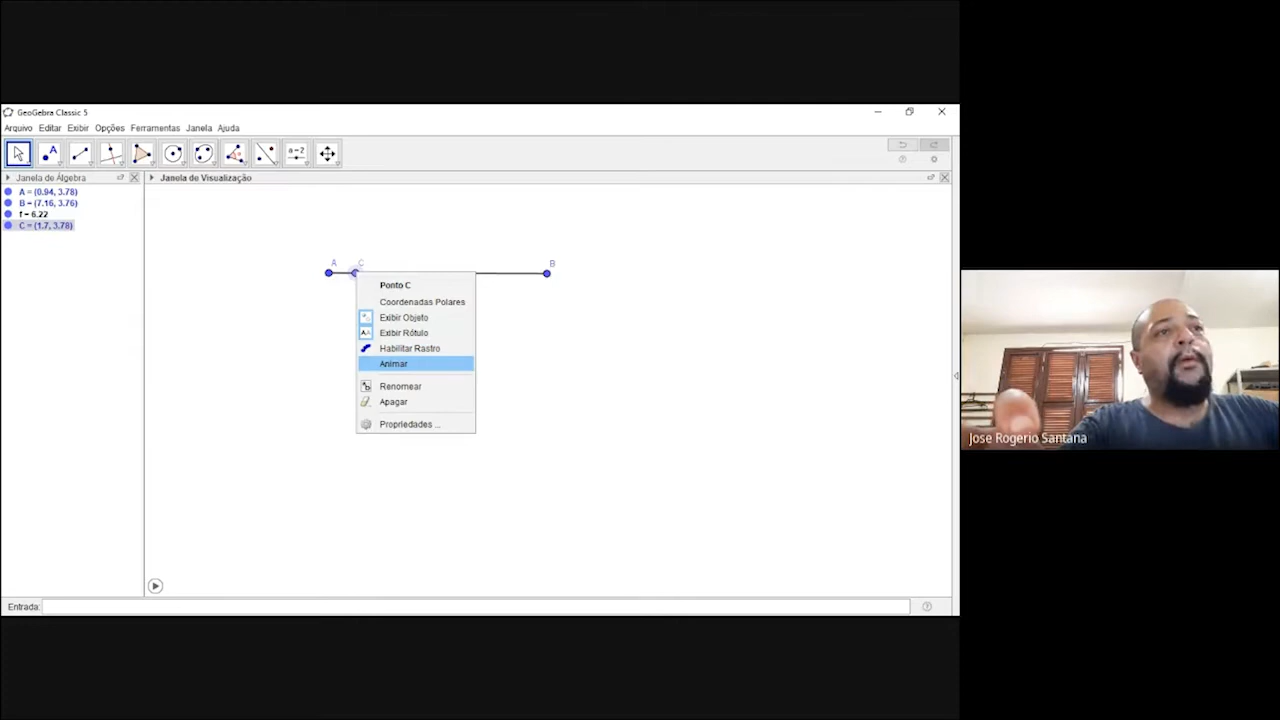 GeoGebra Classic 5
Arquivo Editar Exibir Opções Ferramentas Janela Ajuda
a=2
Janela de Álgebra
Janela de Visualização
A = (0.94, 3.78)
B = (7.16, 3.76)
f = 6.22
C = (1.7, 3.78)
A C B
Ponto C
Coordenadas Polares
Exibir Objeto
AA Exibir Rótulo
Habilitar Rastro
Animar
Renomear
Apagar
Propriedades ...
Jose Rogerio Santana
Entrada: